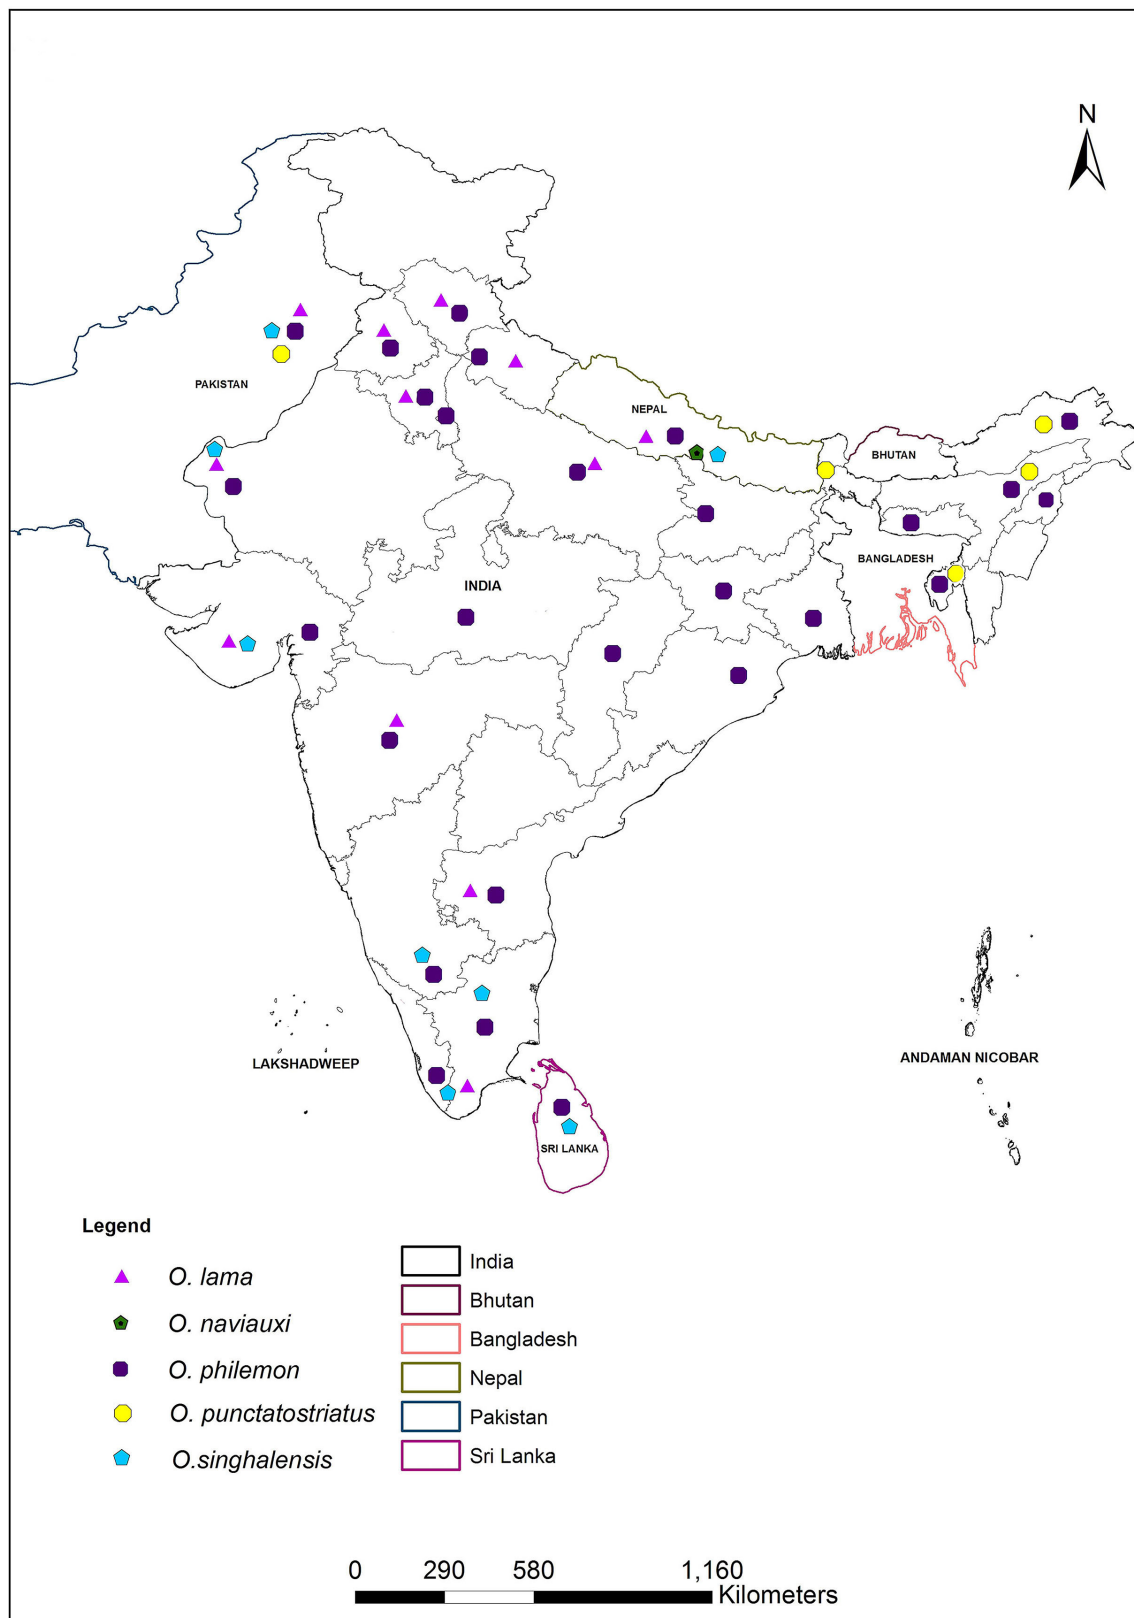 N
PAKISTAN
NEPAL
BHUTAN
BANGLADESH
INDIA
LAKSHADWEEP
ANDAMAN NICOBAR
SRI LANKA
Legend
O. lama
O. naviauxi
O. philemon
O. punctatostriatus
O.singhalensis
India
Bhutan
Bangladesh
Nepal
Pakistan
Sri Lanka
0 290 580 1,160
Kilometers